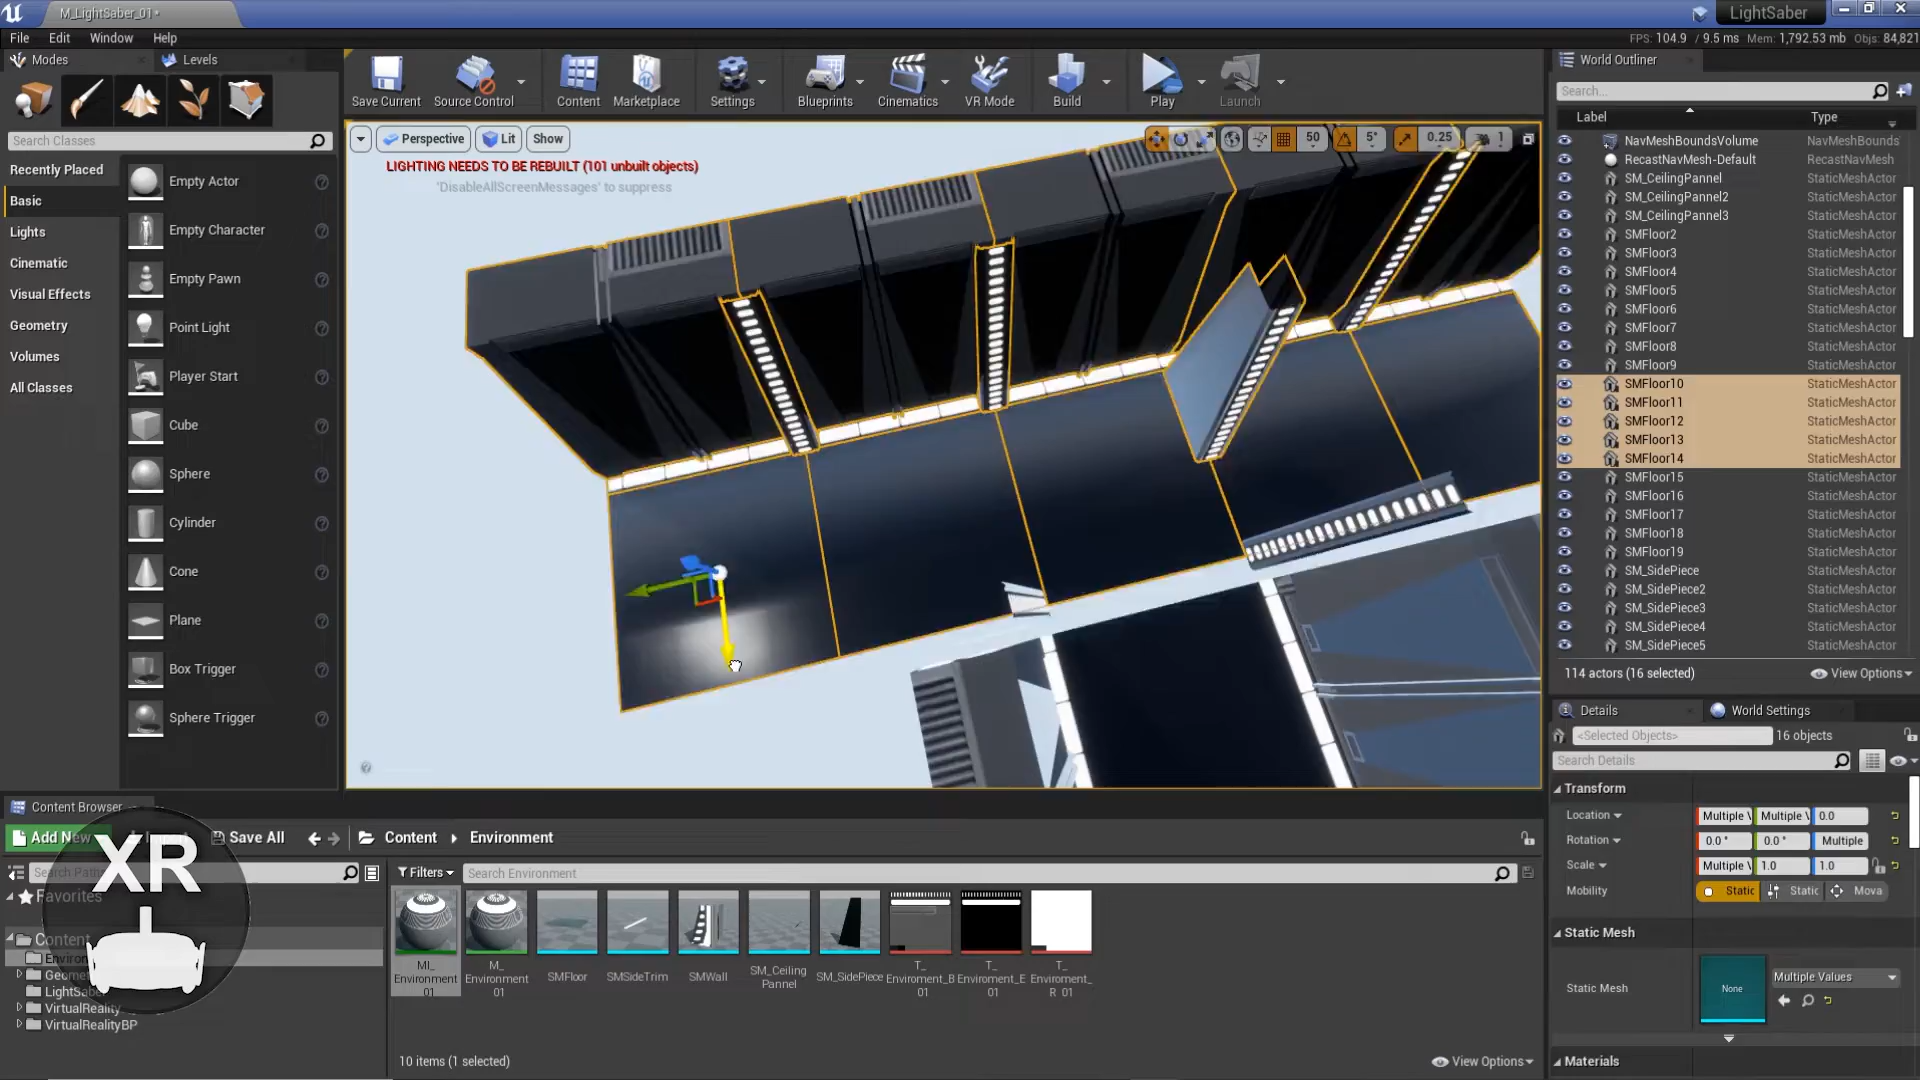 M_LightSaber_01*
LightSaber
File Edit Window Help
FPS: 104.9 / 9.5 ms Mem: 1,792.53 mb Objs: 84,821
Modes
Levels
Search Classes
Recently Placed
Basic
Lights
Cinematic
Visual Effects
Geometry
Volumes
All Classes
Empty Actor
Empty Character
Empty Pawn
Point Light
Player Start
Cube
Sphere
Cylinder
Cone
Plane
Box Trigger
Sphere Trigger
Save Current
Source Control
Content
Marketplace
Settings
Blueprints
Cinematics
VR Mode
Build
Play
Launch
Perspective Lit Show
50 5° 0.25 1
LIGHTING NEEDS TO BE REBUILT (101 unbuilt objects)
'DisableAllScreenMessages' to suppress
World Outliner
Search...
Label Type
NavMeshBoundsVolume NavMeshBounds
RecastNavMesh-Default RecastNavMesh
SM_CeilingPannel StaticMeshActor
SM_CeilingPannel2 StaticMeshActor
SM_CeilingPannel3 StaticMeshActor
SMFloor2 StaticMeshActor
SMFloor3 StaticMeshActor
SMFloor4 StaticMeshActor
SMFloor5 StaticMeshActor
SMFloor6 StaticMeshActor
SMFloor7 StaticMeshActor
SMFloor8 StaticMeshActor
SMFloor9 StaticMeshActor
SMFloor10 StaticMeshActor
SMFloor11 StaticMeshActor
SMFloor12 StaticMeshActor
SMFloor13 StaticMeshActor
SMFloor14 StaticMeshActor
SMFloor15 StaticMeshActor
SMFloor16 StaticMeshActor
SMFloor17 StaticMeshActor
SMFloor18 StaticMeshActor
SMFloor19 StaticMeshActor
SM_SidePiece StaticMeshActor
SM_SidePiece2 StaticMeshActor
SM_SidePiece3 StaticMeshActor
SM_SidePiece4 StaticMeshActor
SM_SidePiece5 StaticMeshActor
114 actors (16 selected) View Options
Details World Settings
<Selected Objects> 16 objects
Search Details
Transform
Location Multiple V Multiple V 0.0
Rotation 0.0 ° 0.0 ° Multiple
Scale Multiple V 1.0 1.0
Mobility Static Static Mova
Static Mesh
Static Mesh None Multiple Values
Materials
Content Browser
Add New Save All Content Environment
Search Paths
Filters Search Environment
Favorites
Content
Environ
Geome
LightSabe
VirtualReality
VirtualRealityBP
XR
MI_
Environment
01
M_
Environment
01
SMFloor
SMSideTrim
SMWall
SM_Ceiling
Pannel
SM_SidePiece
T_
Enviroment_B
01
T_
Enviroment_E
01
T_
Enviroment_
R_01
10 items (1 selected) View Options